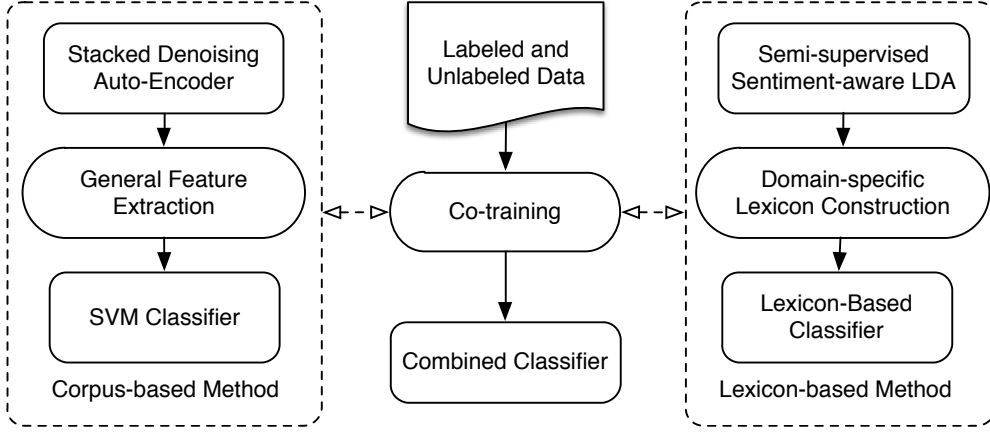 Stacked Denoising
Auto-Encoder
General Feature
Extraction
SVM Classifier
Corpus-based Method
Labeled and
Unlabeled Data
Co-training
Combined Classifier
Semi-supervised
Sentiment-aware LDA
Domain-specific
Lexicon Construction
Lexicon-Based
Classifier
Lexicon-based Method